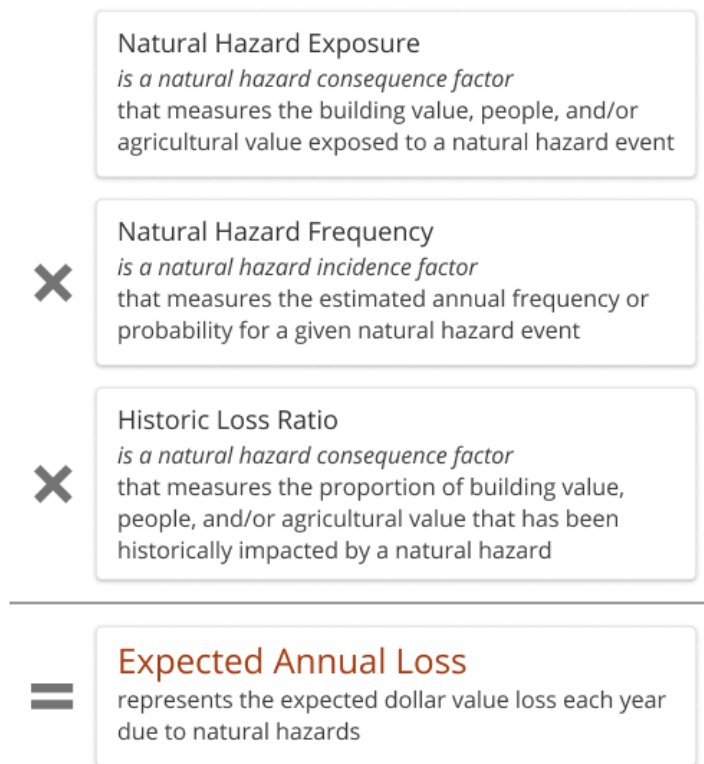 Natural Hazard Exposure
is a natural hazard consequence factor
that measures the building value, people, and/or
agricultural value exposed to a natural hazard event
Natural Hazard Frequency
is a natural hazard incidence factor
that measures the estimated annual frequency or
probability for a given natural hazard event
Historic Loss Ratio
is a natural hazard consequence factor
that measures the proportion of building value,
people, and/or agricultural value that has been
historically impacted by a natural hazard
Expected Annual Loss
represents the expected dollar value loss each year
due to natural hazards